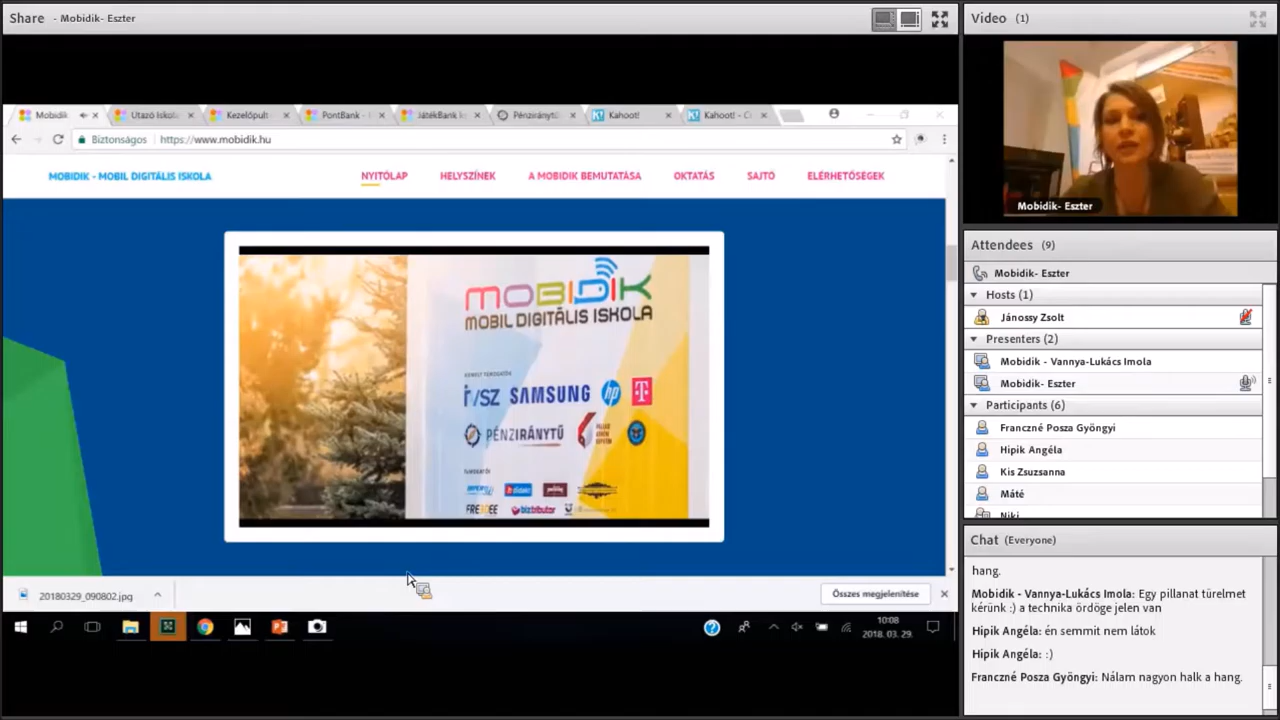 Share - Mobidik- Eszter
Mobidik
Utazó Iskol
Kezelőpult
PontBank -
JátékBank k
Pénziránytű
Kahoot!
Kahoot! - C
Biztonságos https://www.mobidik.hu
MOBIDIK - MOBIL DIGITÁLIS ISKOLA NYITÓLAP HELYSZÍNEK A MOBIDIK BEMUTATÁSA OKTATÁS SAJTÓ ELÉRHETŐSÉGEK
MOBIDIK
MOBIL DIGITÁLIS ISKOLA
SAMSUNG hp T
PÉNZIRÁNYTŰ
20180329_090802.jpg
Összes megjelenítése
10:08
2018. 03. 29.
Video (1)
Mobidik- Eszter
Attendees (9)
Mobidik- Eszter
Hosts (1)
Jánossy Zsolt
Presenters (2)
Mobidik - Vannya-Lukács Imola
Mobidik- Eszter
Participants (6)
Franczné Posza Gyöngyi
Hipik Angéla
Kis Zsuzsanna
Máté
Niki
Chat (Everyone)
hang.
Mobidik - Vannya-Lukács Imola: Egy pillanat türelmet
kérünk :) a technika ördöge jelen van
Hipik Angéla: én semmit nem látok
Hipik Angéla: :)
Franczné Posza Gyöngyi: Nálam nagyon halk a hang.